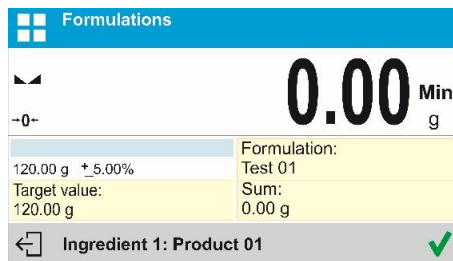 Formulations
0.00
Min
→0←
g
120.00 g ±5.00%
Formulation:
Test 01
Target value:
120.00 g
Sum:
0.00 g
Ingredient 1: Product 01